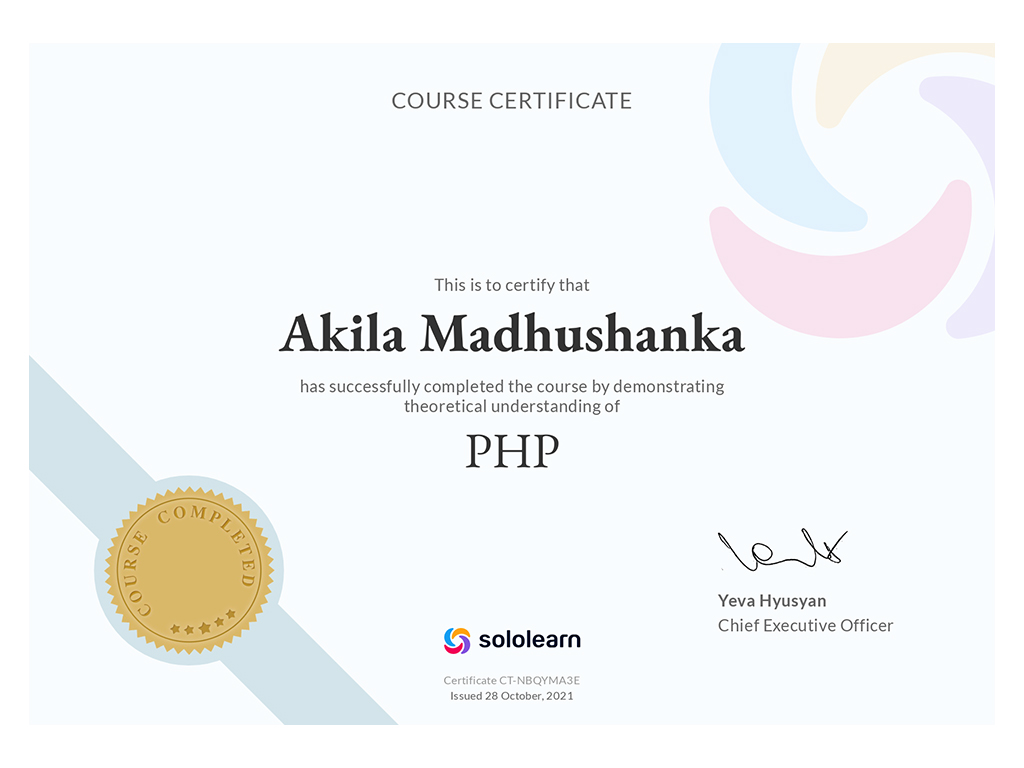 COURSE CERTIFICATE
This is to certify that
Akila Madhushanka
has successfully completed the course by demonstrating
theoretical understanding of
PHP
COURSE COMPLETED
Yeva Hyusyan
Chief Executive Officer
sololearn
Certificate CT-NBQYMA3E
Issued 28 October, 2021